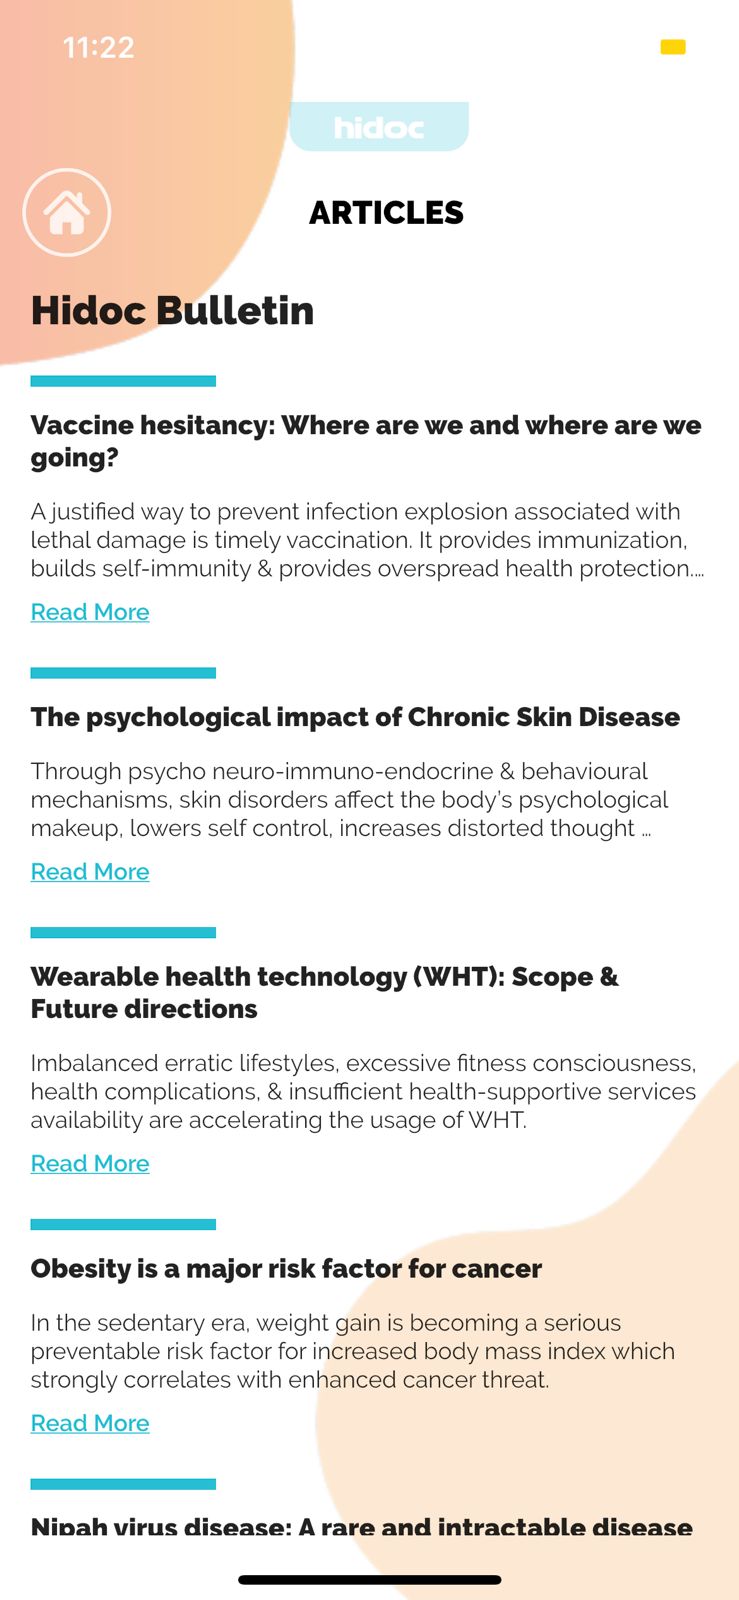 11:22
hidoc
ARTICLES
Hidoc Bulletin
Vaccine hesitancy: Where are we and where are we
going?
A justified way to prevent infection explosion associated with
lethal damage is timely vaccination. It provides immunization,
builds self-immunity & provides overspread health protection....
Read More
The psychological impact of Chronic Skin Disease
Through psycho neuro-immuno-endocrine & behavioural
mechanisms, skin disorders affect the body's psychological
makeup, lowers self control, increases distorted thought ...
Read More
Wearable health technology (WHT): Scope &
Future directions
Imbalanced erratic lifestyles, excessive fitness consciousness,
health complications, & insufficient health-supportive services
availability are accelerating the usage of WHT.
Read More
Obesity is a major risk factor for cancer
In the sedentary era, weight gain is becoming a serious
preventable risk factor for increased body mass index which
strongly correlates with enhanced cancer threat.
Read More
Nipah virus disease: A rare and intractable disease